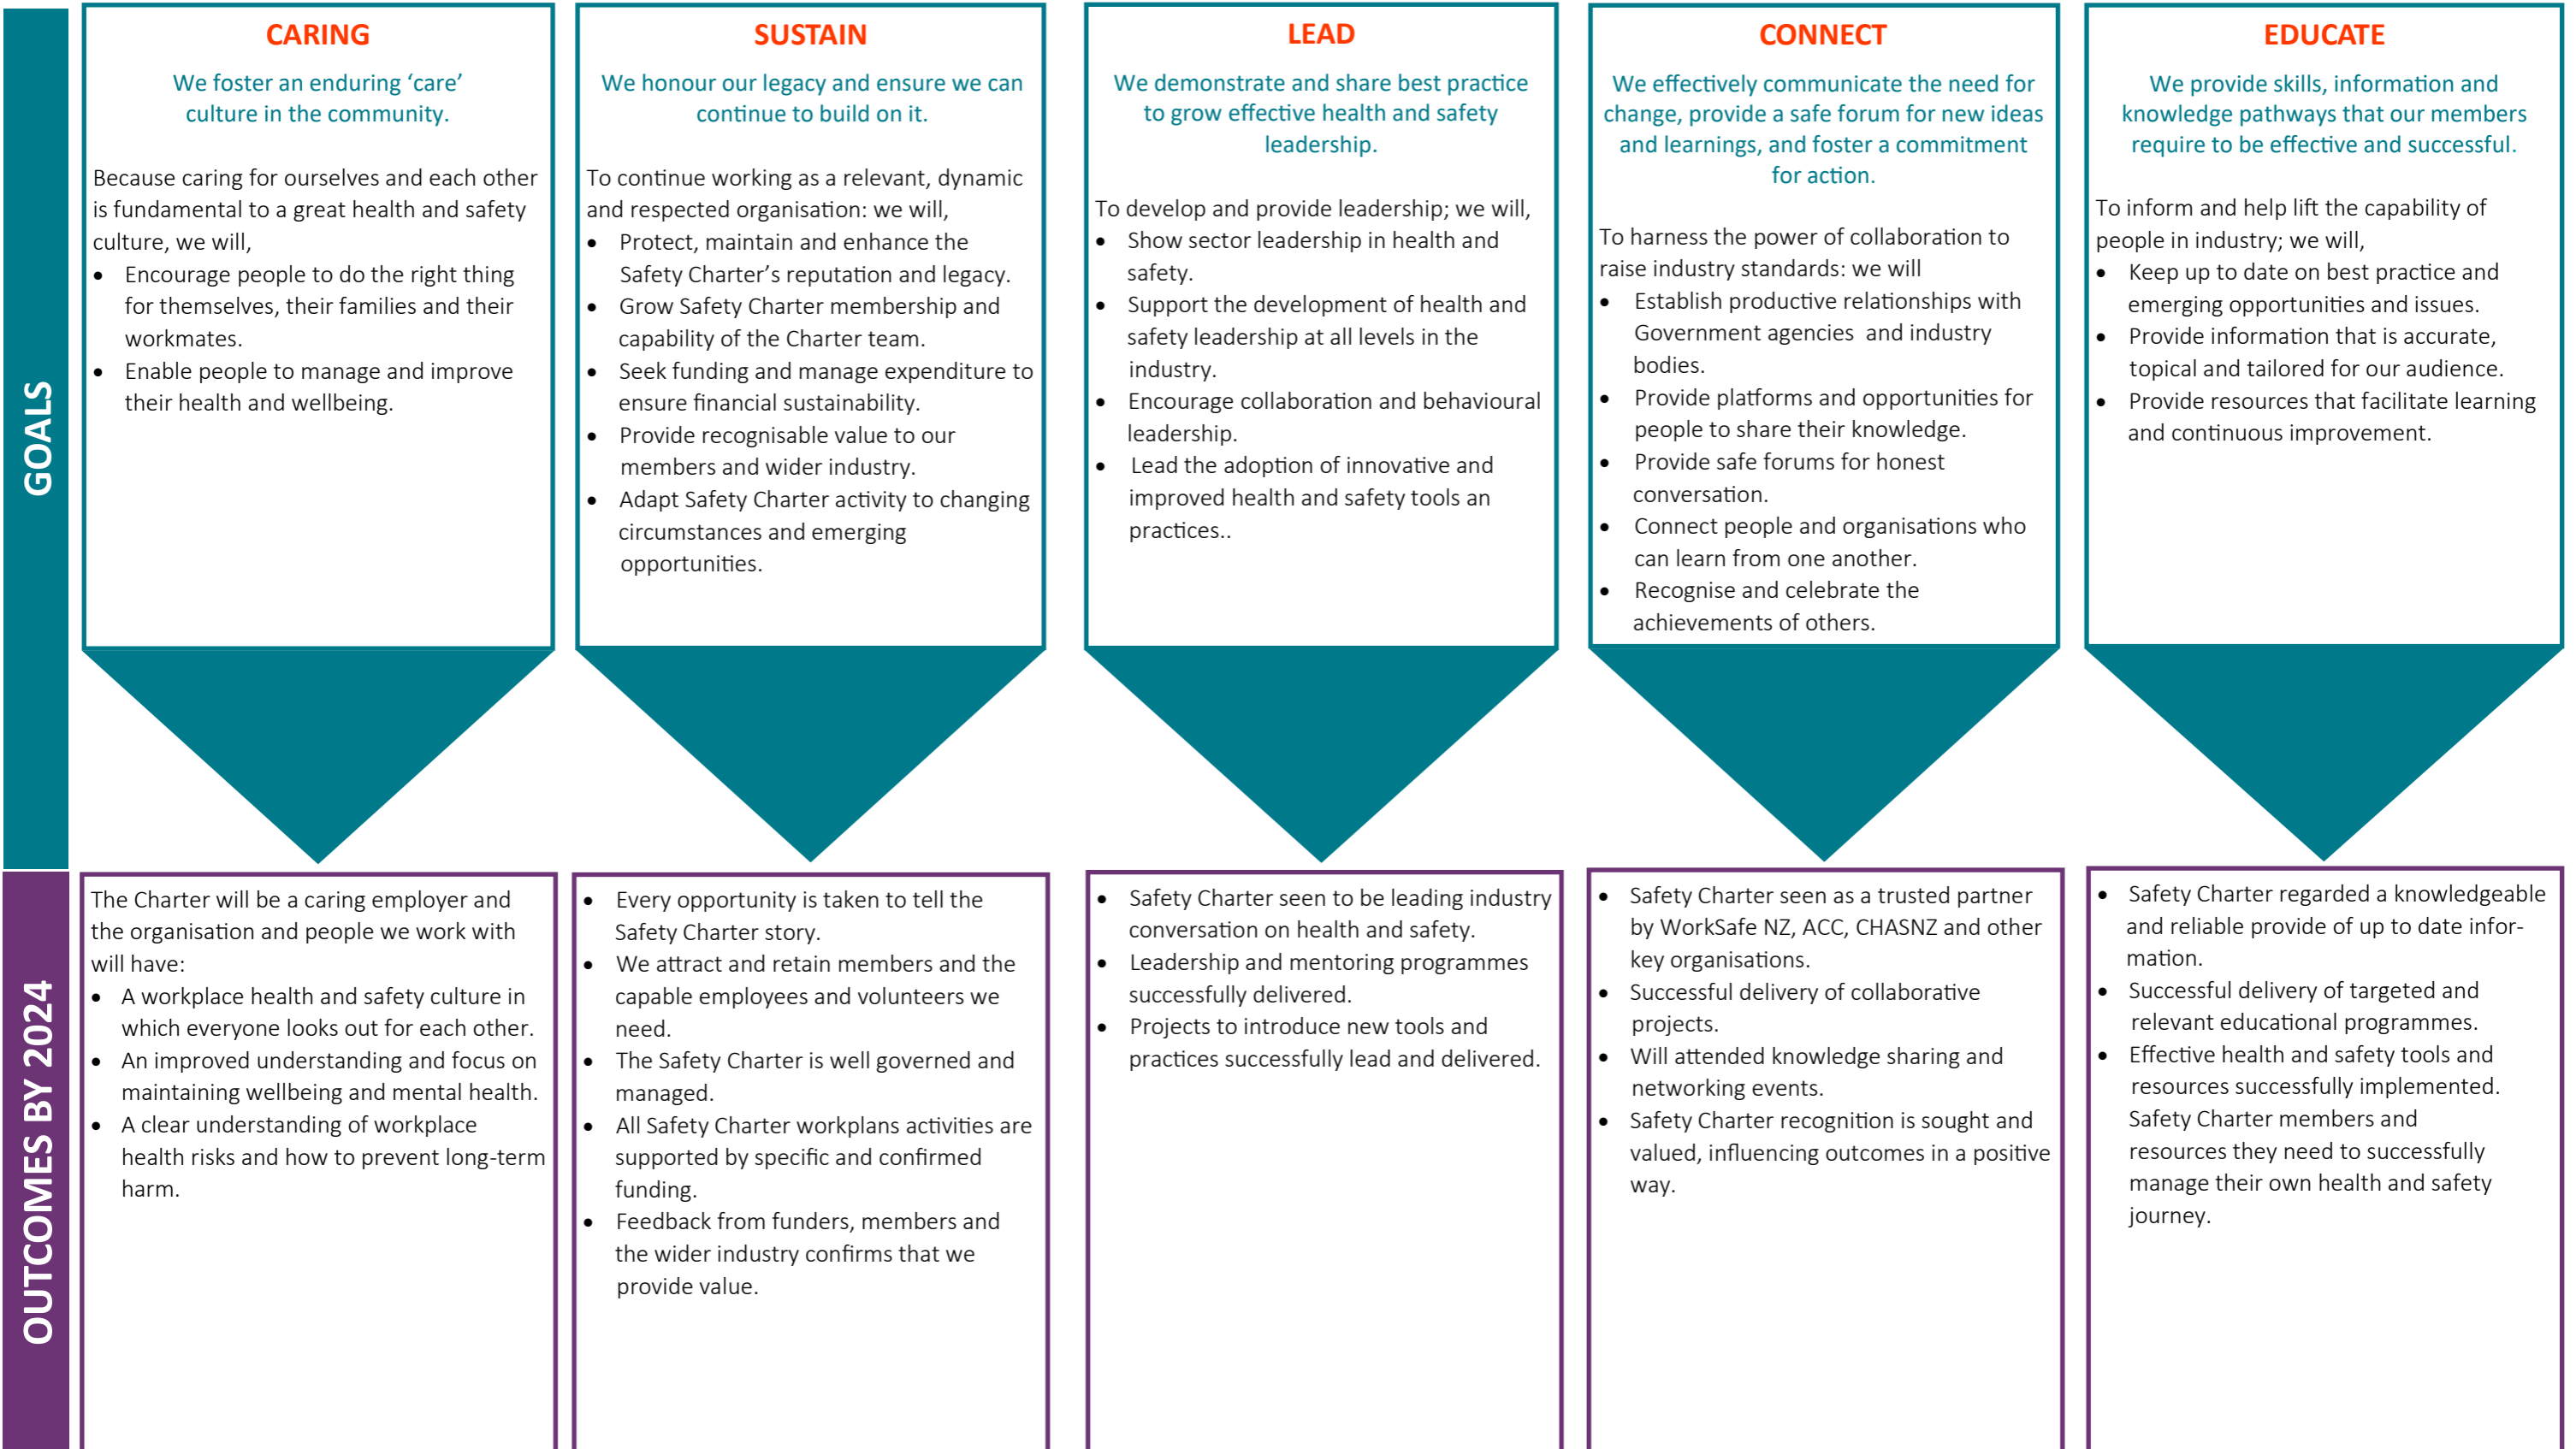 GOALS
CARING
We foster an enduring ‘care’
culture in the community.
Because caring for ourselves and each other
is fundamental to a great health and safety
culture, we will,
• Encourage people to do the right thing
for themselves, their families and their
workmates.
• Enable people to manage and improve
their health and wellbeing.
SUSTAIN
We honour our legacy and ensure we can
continue to build on it.
To continue working as a relevant, dynamic
and respected organisation: we will,
• Protect, maintain and enhance the
Safety Charter’s reputation and legacy.
• Grow Safety Charter membership and
capability of the Charter team.
• Seek funding and manage expenditure to
ensure financial sustainability.
• Provide recognisable value to our
members and wider industry.
• Adapt Safety Charter activity to changing
circumstances and emerging
opportunities.
LEAD
We demonstrate and share best practice
to grow effective health and safety
leadership.
To develop and provide leadership; we will,
• Show sector leadership in health and
safety.
• Support the development of health and
safety leadership at all levels in the
industry.
• Encourage collaboration and behavioural
leadership.
• Lead the adoption of innovative and
improved health and safety tools an
practices..
CONNECT
We effectively communicate the need for
change, provide a safe forum for new ideas
and learnings, and foster a commitment
for action.
To harness the power of collaboration to
raise industry standards: we will
• Establish productive relationships with
Government agencies  and industry
bodies.
• Provide platforms and opportunities for
people to share their knowledge.
• Provide safe forums for honest
conversation.
• Connect people and organisations who
can learn from one another.
• Recognise and celebrate the
achievements of others.
EDUCATE
We provide skills, information and
knowledge pathways that our members
require to be effective and successful.
To inform and help lift the capability of
people in industry; we will,
• Keep up to date on best practice and
emerging opportunities and issues.
• Provide information that is accurate,
topical and tailored for our audience.
• Provide resources that facilitate learning
and continuous improvement.
OUTCOMES BY 2024
The Charter will be a caring employer and
the organisation and people we work with
will have:
• A workplace health and safety culture in
which everyone looks out for each other.
• An improved understanding and focus on
maintaining wellbeing and mental health.
• A clear understanding of workplace
health risks and how to prevent long-term
harm.
• Every opportunity is taken to tell the
Safety Charter story.
• We attract and retain members and the
capable employees and volunteers we
need.
• The Safety Charter is well governed and
managed.
• All Safety Charter workplans activities are
supported by specific and confirmed
funding.
• Feedback from funders, members and
the wider industry confirms that we
provide value.
• Safety Charter seen to be leading industry
conversation on health and safety.
• Leadership and mentoring programmes
successfully delivered.
• Projects to introduce new tools and
practices successfully lead and delivered.
• Safety Charter seen as a trusted partner
by WorkSafe NZ, ACC, CHASNZ and other
key organisations.
• Successful delivery of collaborative
projects.
• Will attended knowledge sharing and
networking events.
• Safety Charter recognition is sought and
valued, influencing outcomes in a positive
way.
• Safety Charter regarded a knowledgeable
and reliable provide of up to date infor-
mation.
• Successful delivery of targeted and
relevant educational programmes.
• Effective health and safety tools and
resources successfully implemented.
Safety Charter members and
resources they need to successfully
manage their own health and safety
journey.